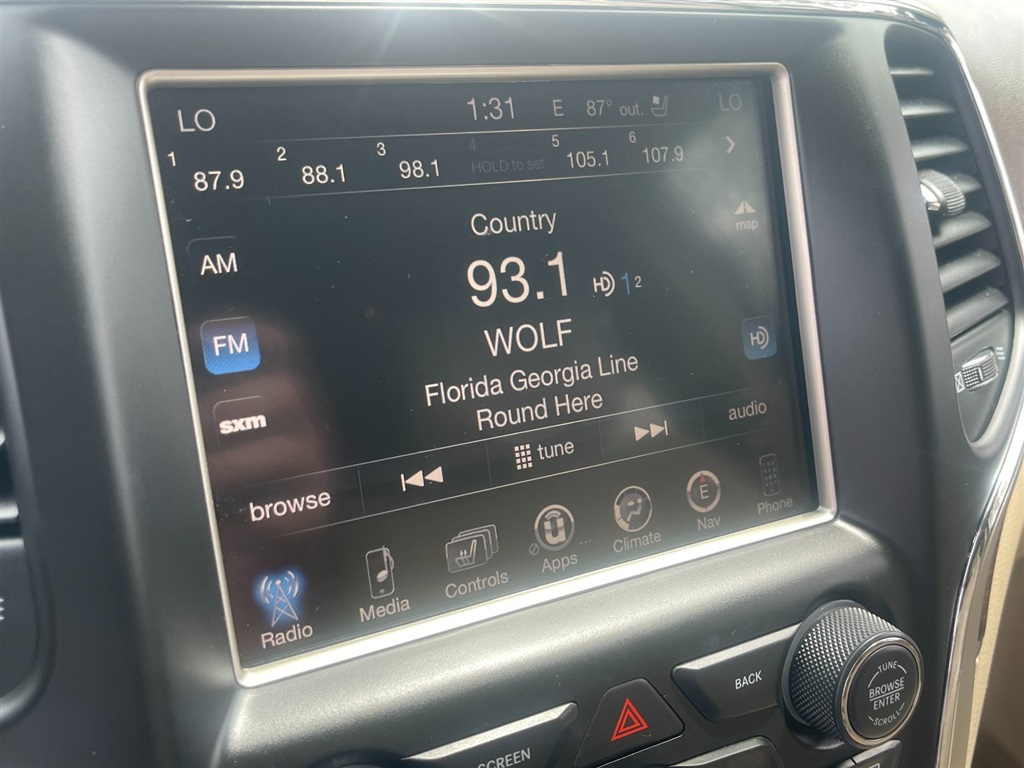 LO 1:31 E 87° out. LO
1 87.9 2 88.1 3 98.1 4 HOLD to set 5 105.1 6 107.9
map
Country
AM
93.1 HD 1 2
FM
WOLF
HD
Florida Georgia Line
sxm
Round Here
browse tune audio
Radio Media Controls Apps Climate E Nav Phone
BACK
TUNE
BROWSE
ENTER
SCROLL
SCREEN